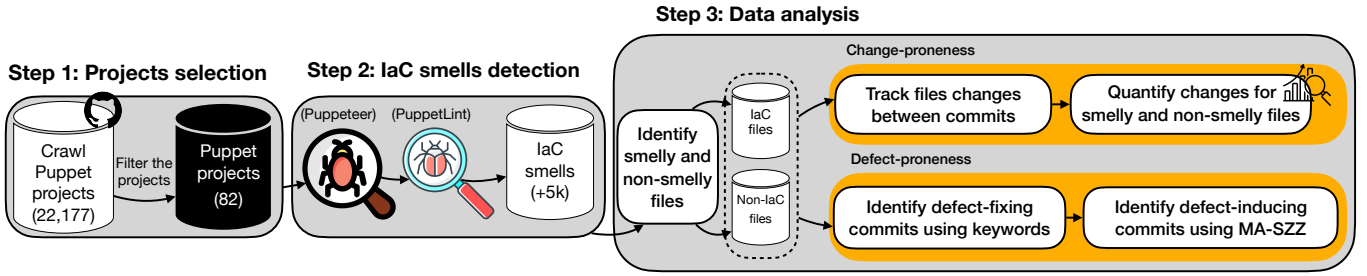 Step 1: Projects selection
Crawl
Puppet
projects
(22,177)
Filter the
projects
Puppet
projects
(82)
Step 2: IaC smells detection
(Puppeteer)
(PuppetLint)
IaC
smells
(+5k)
Step 3: Data analysis
Identify
smelly and
non-smelly
files
IaC
files
Non-IaC
files
Change-proneness
Track files changes
between commits
Quantify changes for
smelly and non-smelly files
Defect-proneness
Identify defect-fixing
commits using keywords
Identify defect-inducing
commits using MA-SZZ